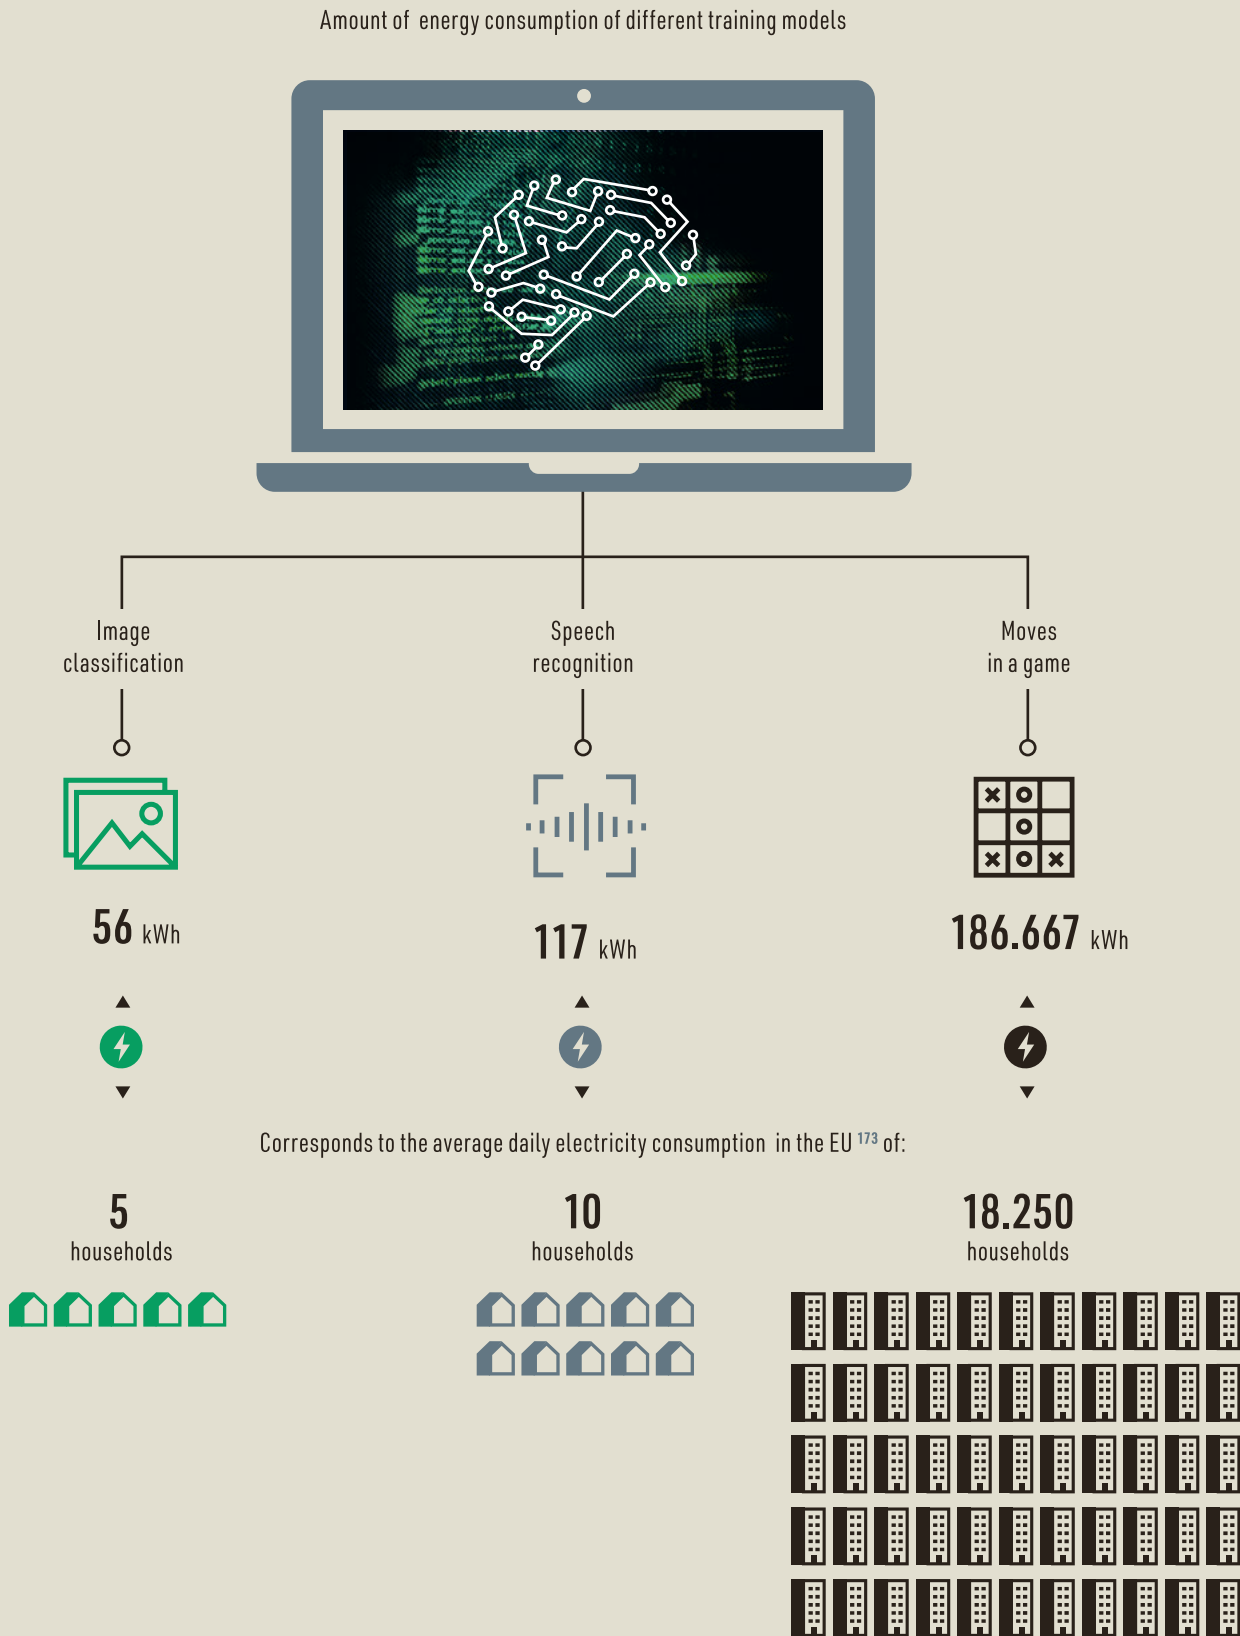 Amount of energy consumption of different training models
Image
classification
Speech
recognition
Moves
in a game
56 kWh
117 kWh
186.667 kWh
Corresponds to the average daily electricity consumption in the EU 173 of:
5
households
10
households
18.250
households